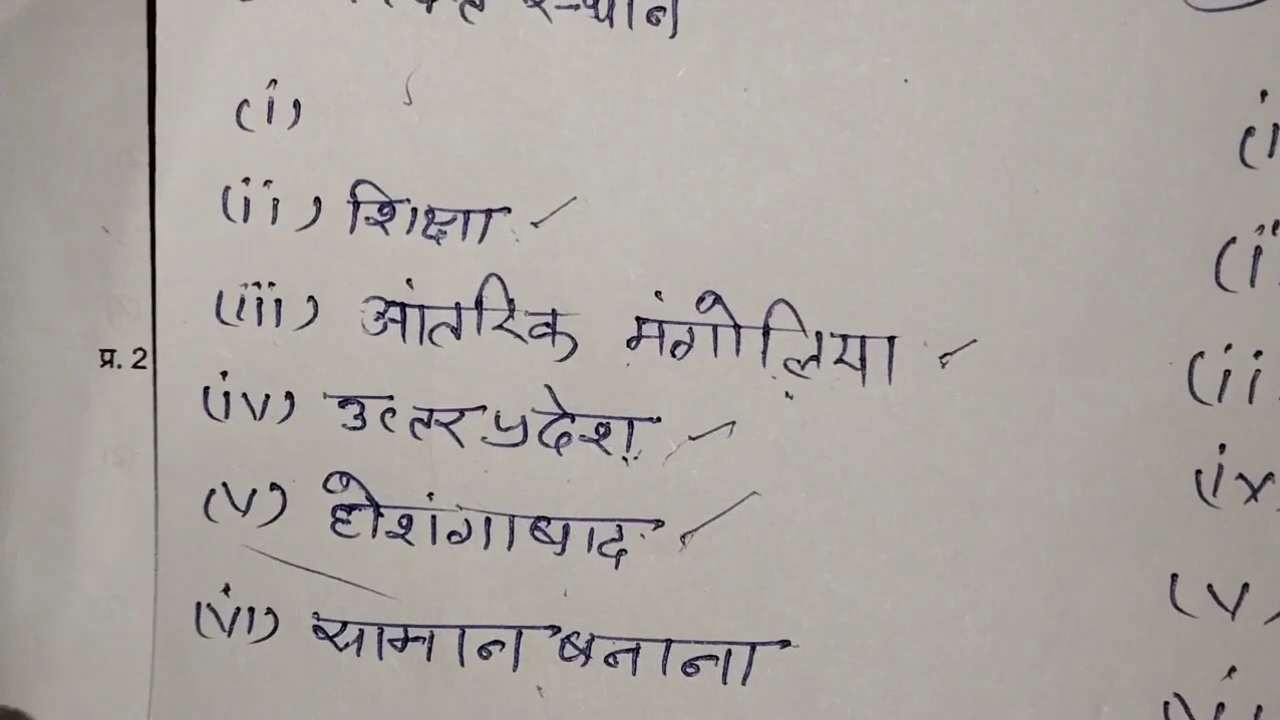 स्थान
(i)
(ii) शिक्षा
(iii) आंतरिक मंगोलिया
प्र. 2
(iv) उत्तर प्रदेश
(v) होशंगाबाद
(vi) सामान बनाना
(v)